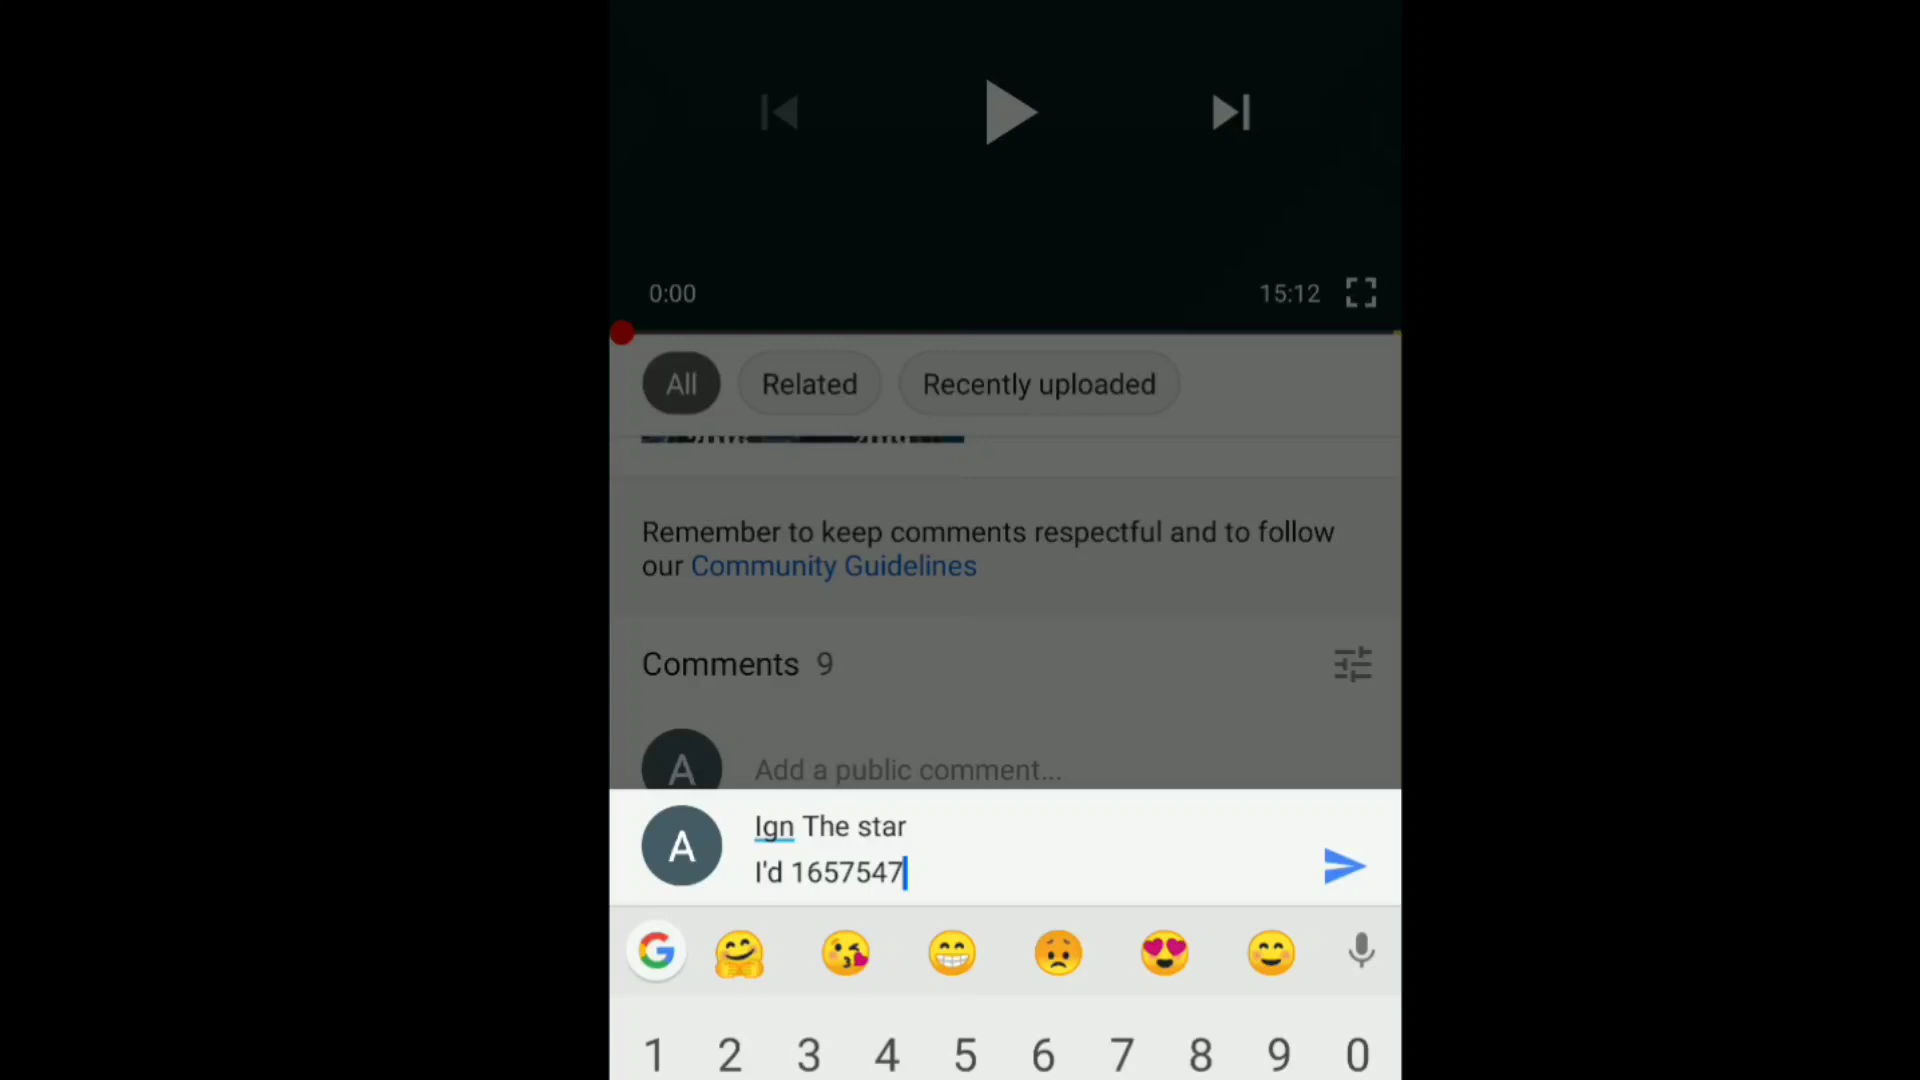 0:00
15:12
All
Related
Recently uploaded
Remember to keep comments respectful and to follow
our Community Guidelines
Comments 9
A
Add a public comment...
A
Ign The star
I'd 1657547
G
1 2 3 4 5 6 7 8 9 0